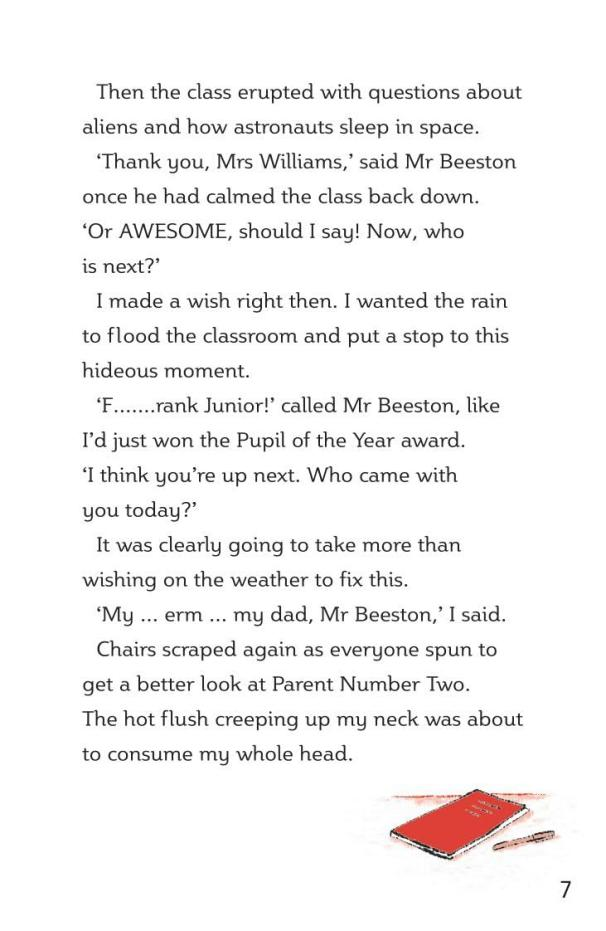 Then the class erupted with questions about
aliens and how astronauts sleep in space.
‘Thank you, Mrs Williams,’ said Mr Beeston
once he had calmed the class back down.
‘Or AWESOME, should I say! Now, who
is next?’
I made a wish right then. I wanted the rain
to flood the classroom and put a stop to this
hideous moment.
‘F.......rank Junior!’ called Mr Beeston, like
I’d just won the Pupil of the Year award.
‘I think you’re up next. Who came with
you today?’
It was clearly going to take more than
wishing on the weather to fix this.
‘My ... erm ... my dad, Mr Beeston,’ I said.
Chairs scraped again as everyone spun to
get a better look at Parent Number Two.
The hot flush creeping up my neck was about
to consume my whole head.
7